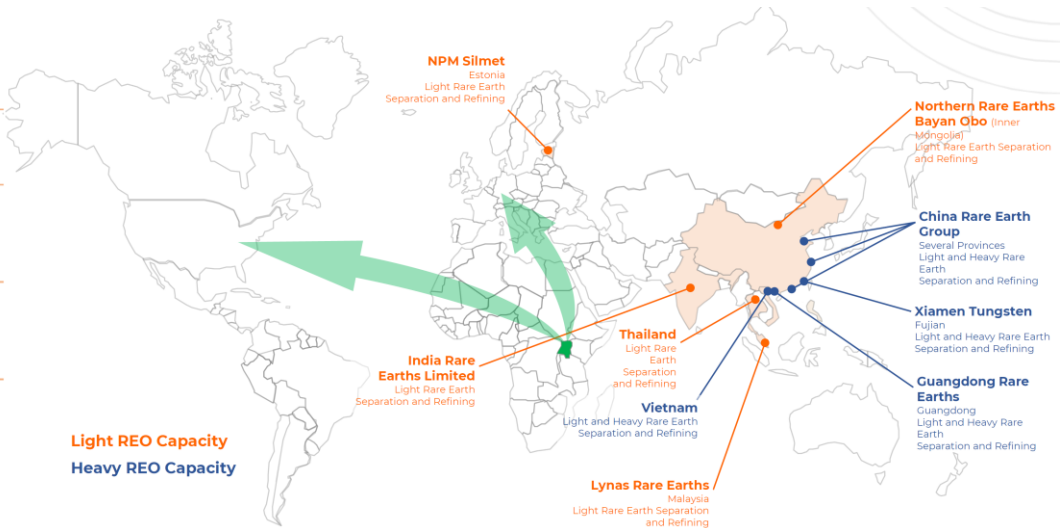 NPM Silmet
Estonia
Light Rare Earth
Separation and Refining
Northern Rare Earths
Bayan Obo (Inner
Mongolia)
Light Rare Earth Separation
and Refining
China Rare Earth
Group
Several Provinces
Light and Heavy Rare
Earth
Separation and Refining
Xiamen Tungsten
Fujian
Light and Heavy Rare Earth
Separation and Refining
Guangdong Rare
Earths
Guangdong
Light and Heavy Rare
Earth
Separation and Refining
Thailand
Light Rare
Earth
Separation
and Refining
India Rare
Earths Limited
Light Rare Earth
Separation and Refining
Vietnam
Light and Heavy Rare Earth
Separation and Refining
Lynas Rare Earths
Malaysia
Light Rare Earth Separation
and Refining
Light REO Capacity
Heavy REO Capacity